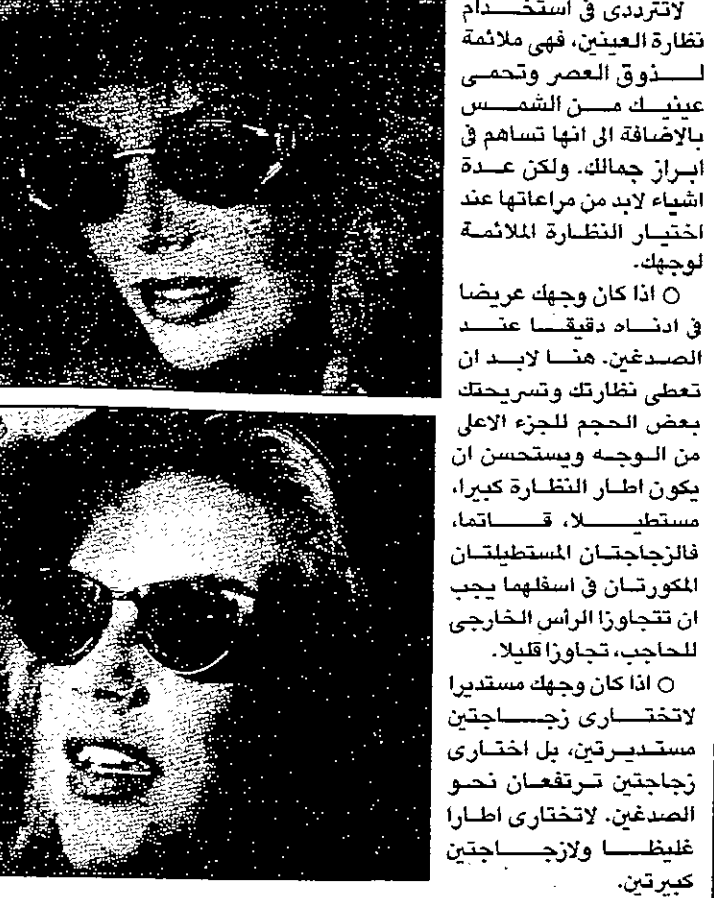 لاتترددى فى استخدام
نظارة العينين، فهى ملائمة
لذوق العصر وتحمى
عينيك من الشمس
بالاضافة الى انها تساهم فى
ابراز جمالك. ولكن عدة
اشياء لابد من مراعاتها عند
اختيار النظارة الملائمة
لوجهك.
○ اذا كان وجهك عريضا
فى ادناه دقيقا عند
الصدغين. هنا لابد ان
تعطى نظارتك وتسريحتك
بعض الحجم للجزء الاعلى
من الوجه ويستحسن ان
يكون اطار النظارة كبيرا،
مستطيلا، قاتما،
فالزجاجتان المستطيلتان
المكورتان فى اسفلهما يجب
ان تتجاوزا الرأس الخارجى
للحاجب، تجاوزا قليلا.
○ اذا كان وجهك مستديرا
لاتختارى زجاجتين
مستديرتين، بل اختارى
زجاجتين ترتفعان نحو
الصدغين. لاتختارى اطارا
غليظا ولازجاجتين
كبيرتين.